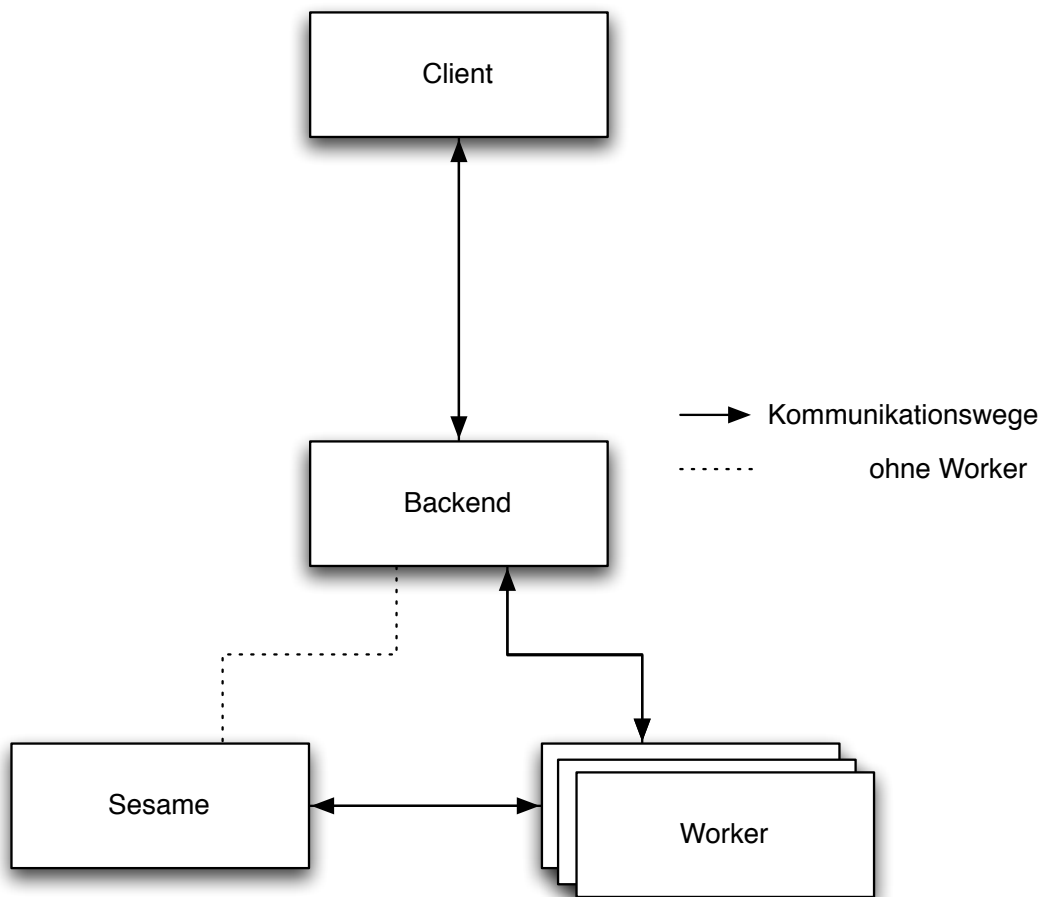 Client
Kommunikationswege
ohne Worker
Backend
Sesame
Worker